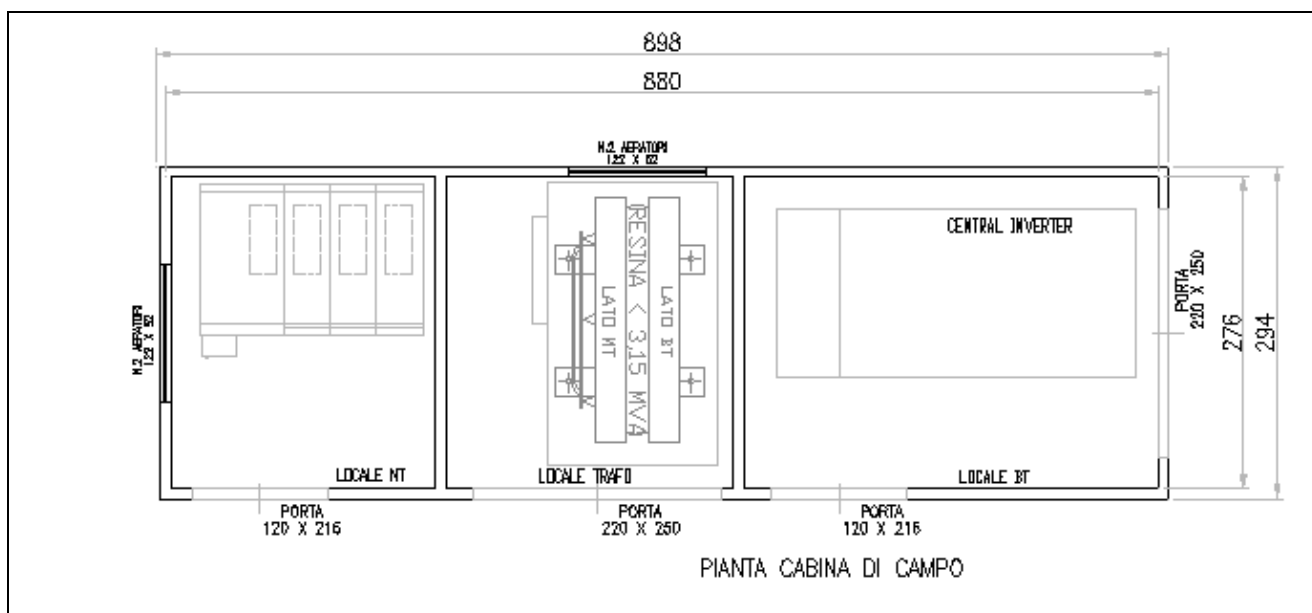 898
880
N.2 AERATORI
122 X 52
CENTRAL INVERTER
RESINA < 3,15 MVA
LATO MT
LATO BT
N.2 AERATORI
122 X 52
PORTA
220 X 250
276
294
LOCALE MT
LOCALE TRAFO
LOCALE BT
PORTA
120 X 216
PORTA
220 X 250
PORTA
120 X 216
PIANTA CABINA DI CAMPO